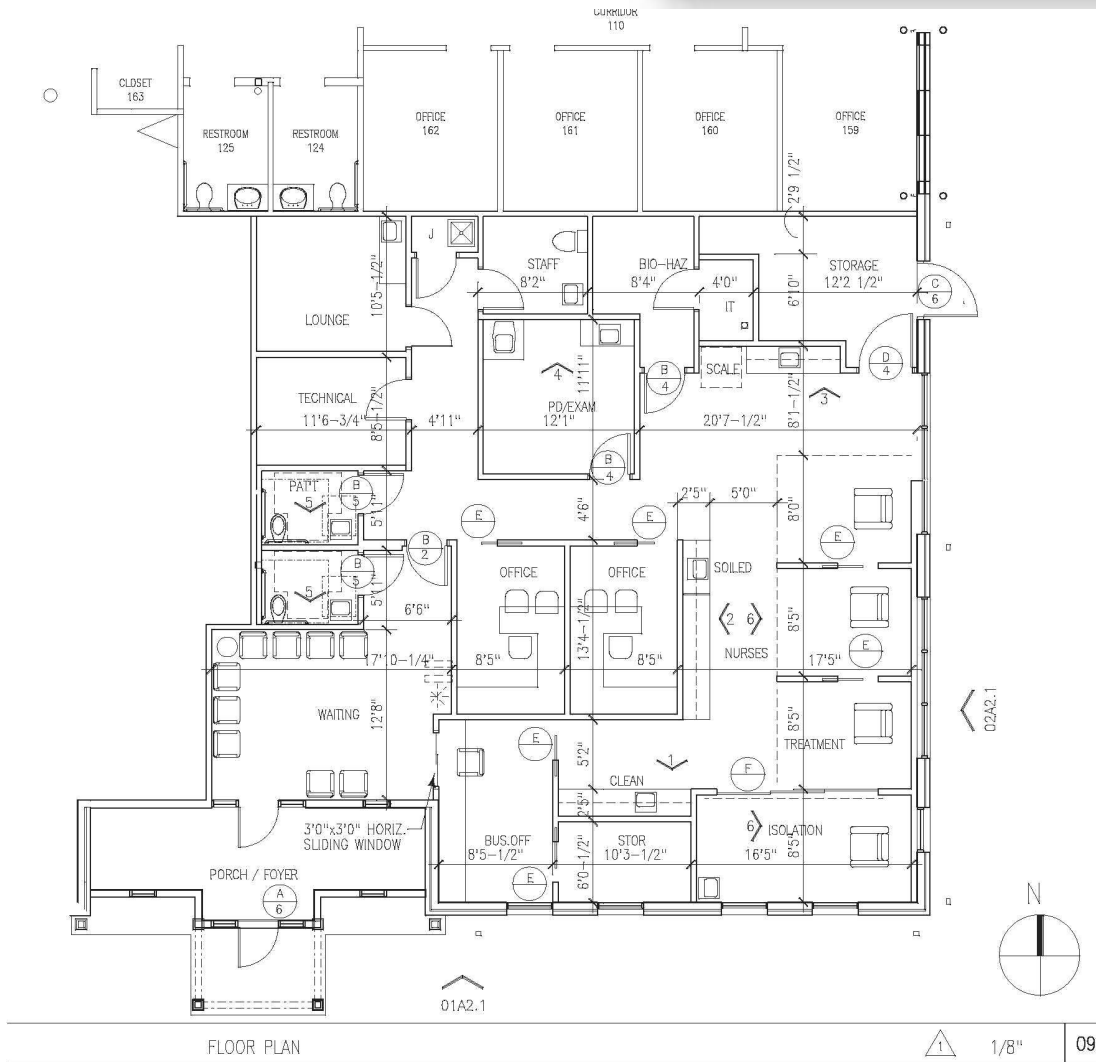 CORRIDOR
110
CLOSET
163
RESTROOM
125
RESTROOM
124
OFFICE
162
OFFICE
161
OFFICE
160
OFFICE
159
2'9 1/2"
J
STAFF
8'2"
BIO-HAZ
8'4"
4'0"
IT
STORAGE
12'2 1/2"
6'10"
C
6
LOUNGE
10'5-1/2"
TECHNICAL
11'6-3/4"
8'5-1/2"
4'11"
4
11'11"
PD/EXAM
12'1"
B
4
SCALE
D
4
3
20'7-1/2"
8'1-1/2"
B
4
PAT'T
5
B
5
5'11"
E
4'6"
E
2'5"
5'0"
8'0"
E
B
2
5
B
5
5'11"
6'6"
OFFICE
OFFICE
SOILED
13'4-1/2"
2 6
NURSES
8'5"
E
17'10-1/4"
8'5"
8'5"
17'5"
WAITING
12'8"
8'5"
TREATMENT
02A2.1
E
5'2"
1
CLEAN
F
2'5"
3'0"x3'0" HORIZ.
SLIDING WINDOW
BUS.OFF
8'5-1/2"
STOR
10'3-1/2"
6'0-1/2"
6
ISOLATION
8'5"
16'5"
E
PORCH / FOYER
A
6
N
01A2.1
FLOOR PLAN
1
1/8"
09